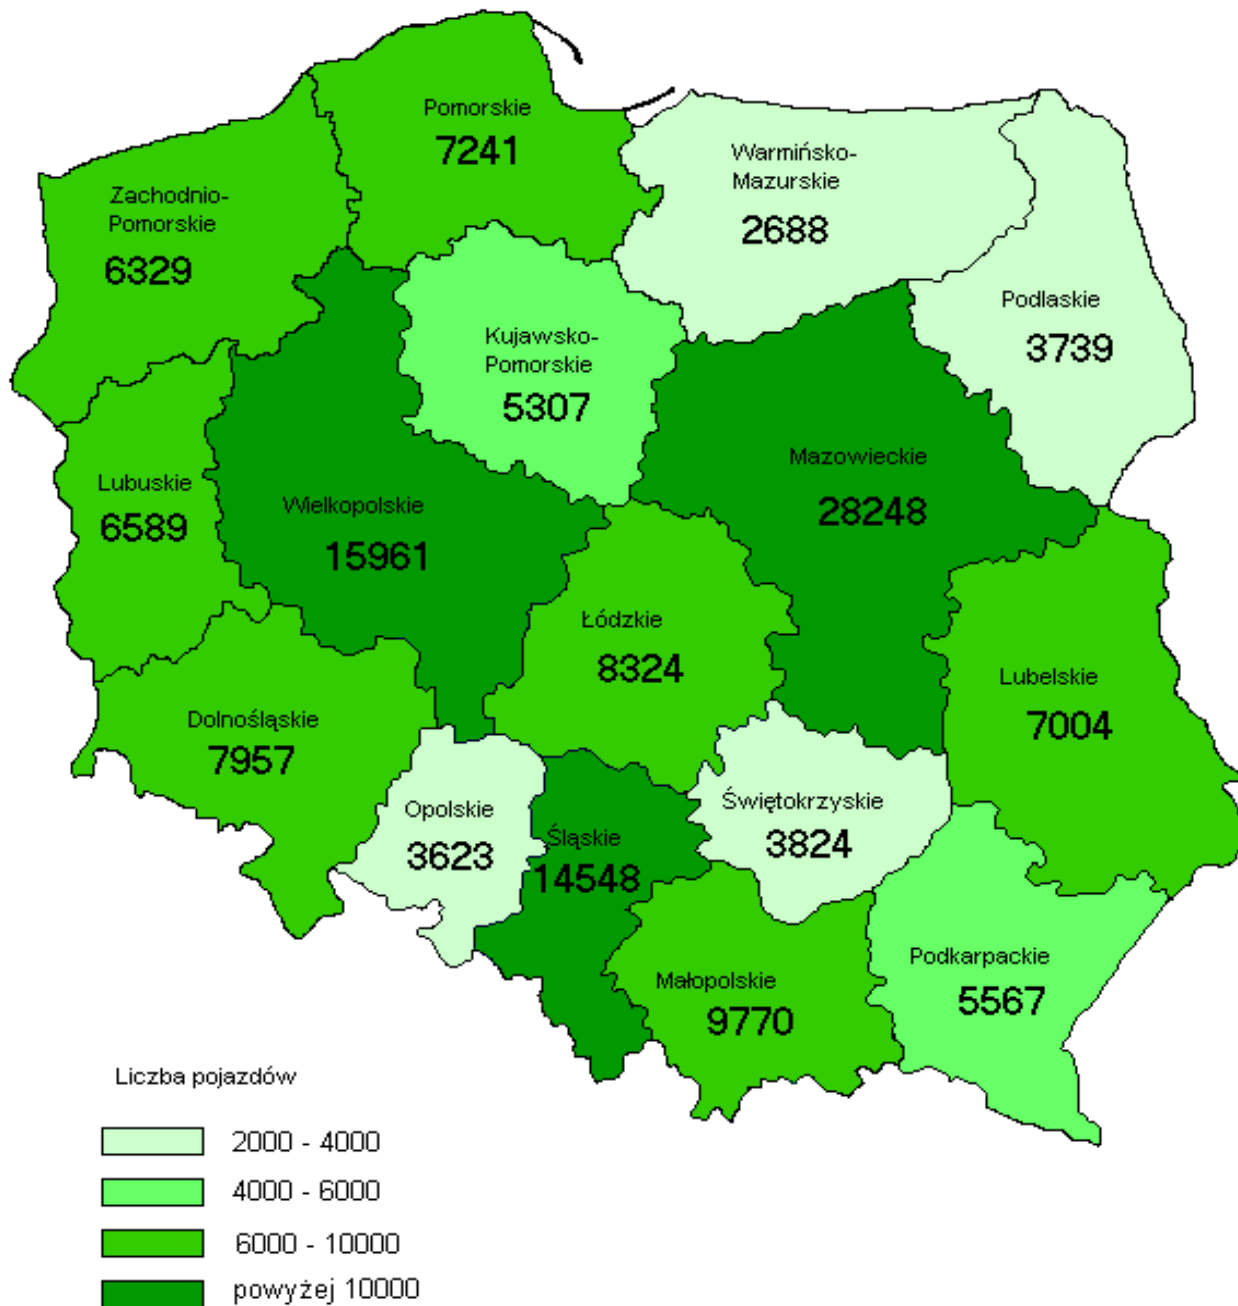 Pomorskie
7241
Warmińsko-
Mazurskie
2688
Zachodnio-
Pomorskie
6329
Podlaskie
3739
Kujawsko-
Pomorskie
5307
Mazowieckie
28248
Lubuskie
6589
Wielkopolskie
15961
Łódzkie
8324
Lubelskie
7004
Dolnośląskie
7957
Opolskie
3623
Śląskie
14548
Świętokrzyskie
3824
Podkarpackie
5567
Małopolskie
9770
Liczba pojazdów
2000 - 4000
4000 - 6000
6000 - 10000
powyżej 10000